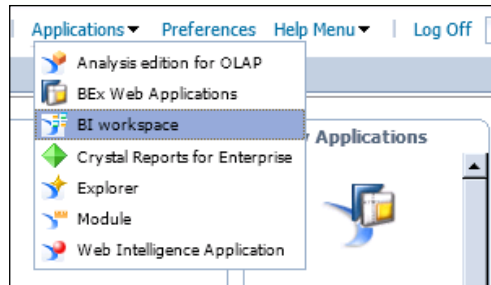 Applications Preferences Help Menu Log Off
Analysis edition for OLAP
BEx Web Applications
BI workspace
Applications
Crystal Reports for Enterprise
Explorer
Module
Web Intelligence Application